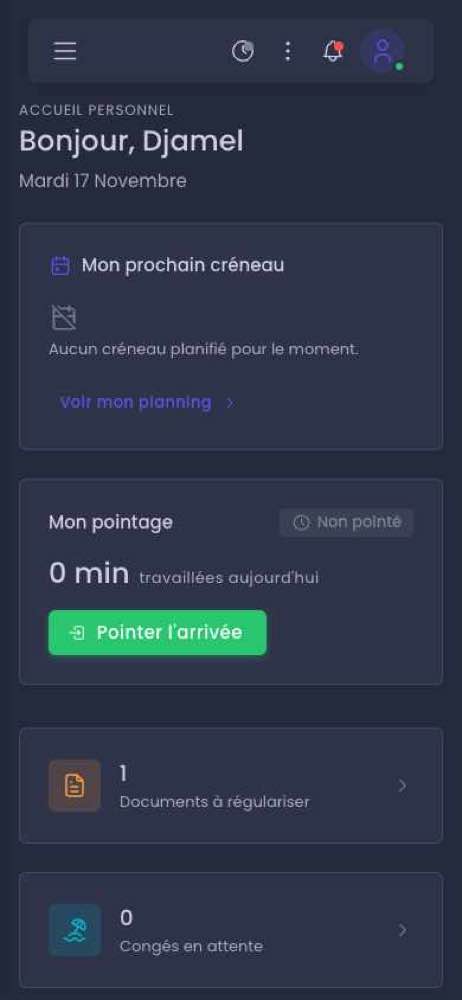 ACCUEIL PERSONNEL
Bonjour, Djamel
Mardi 17 Novembre
Mon prochain créneau
Aucun créneau planifié pour le moment.
Voir mon planning
Mon pointage
Non pointé
0 min travaillées aujourd'hui
Pointer l'arrivée
1
Documents à régulariser
0
Congés en attente